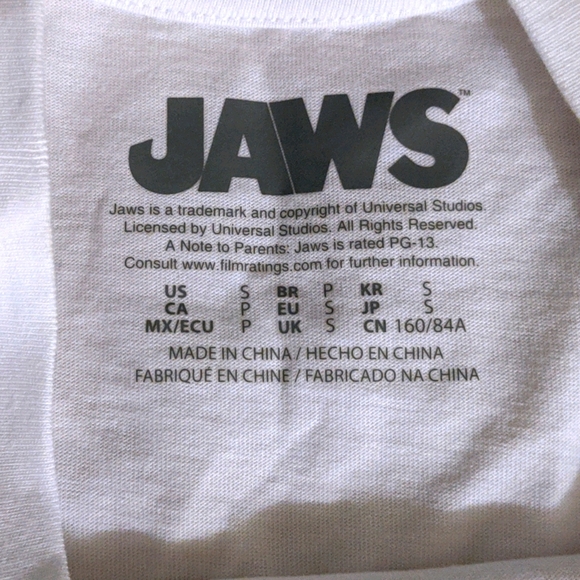 JAWS™
Jaws is a trademark and copyright of Universal Studios.
Licensed by Universal Studios. All Rights Reserved.
A Note to Parents: Jaws is rated PG-13.
Consult www.filmratings.com for further information.
US S BR P KR S
CA P EU S JP S
MX/ECU P UK S CN 160/84A
MADE IN CHINA / HECHO EN CHINA
FABRIQUÉ EN CHINE / FABRICADO NA CHINA